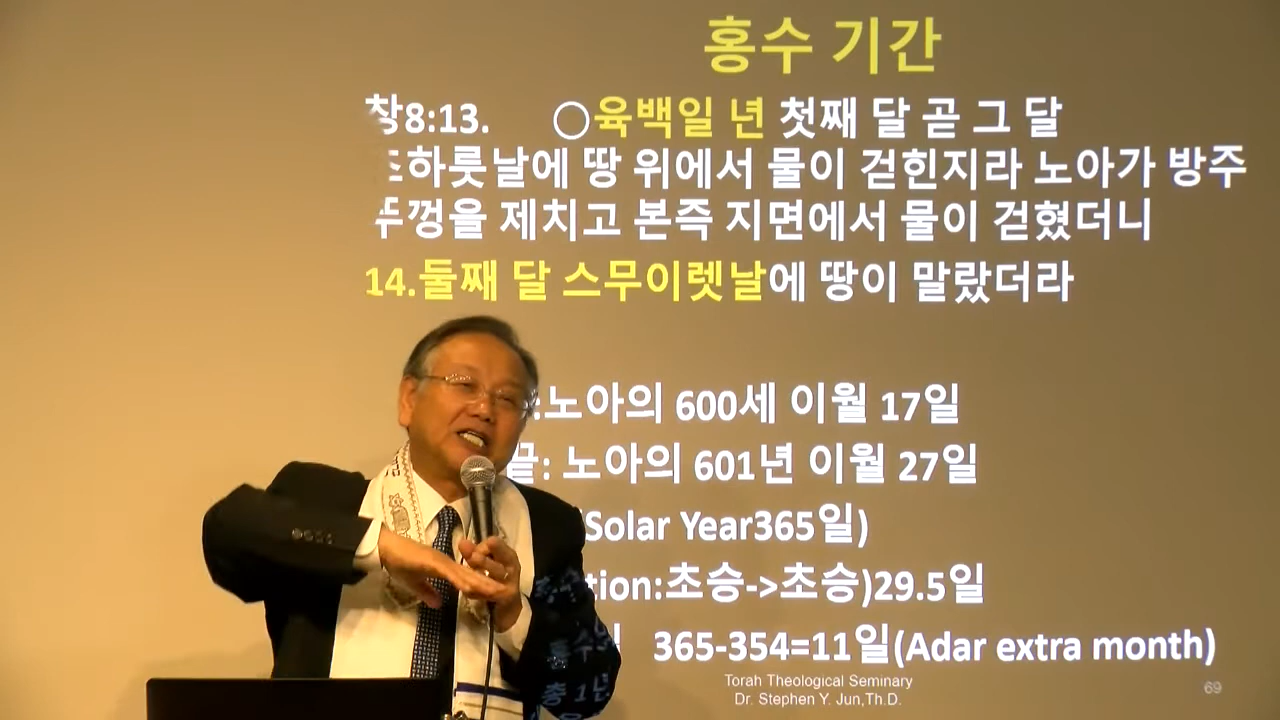 홍수 기간
창8:13. ○육백일 년 첫째 달 곧 그 달
초하룻날에 땅 위에서 물이 걷힌지라 노아가 방주
뚜껑을 제치고 본즉 지면에서 물이 걷혔더니
14.둘째 달 스무이렛날에 땅이 말랐더라
:노아의 600세 이월 17일
끝: 노아의 601년 이월 27일
(Solar Year365일)
tion:초승->초승)29.5일
365-354=11일(Adar extra month)
Torah Theological Seminary
Dr. Stephen Y. Jun,Th.D.
69